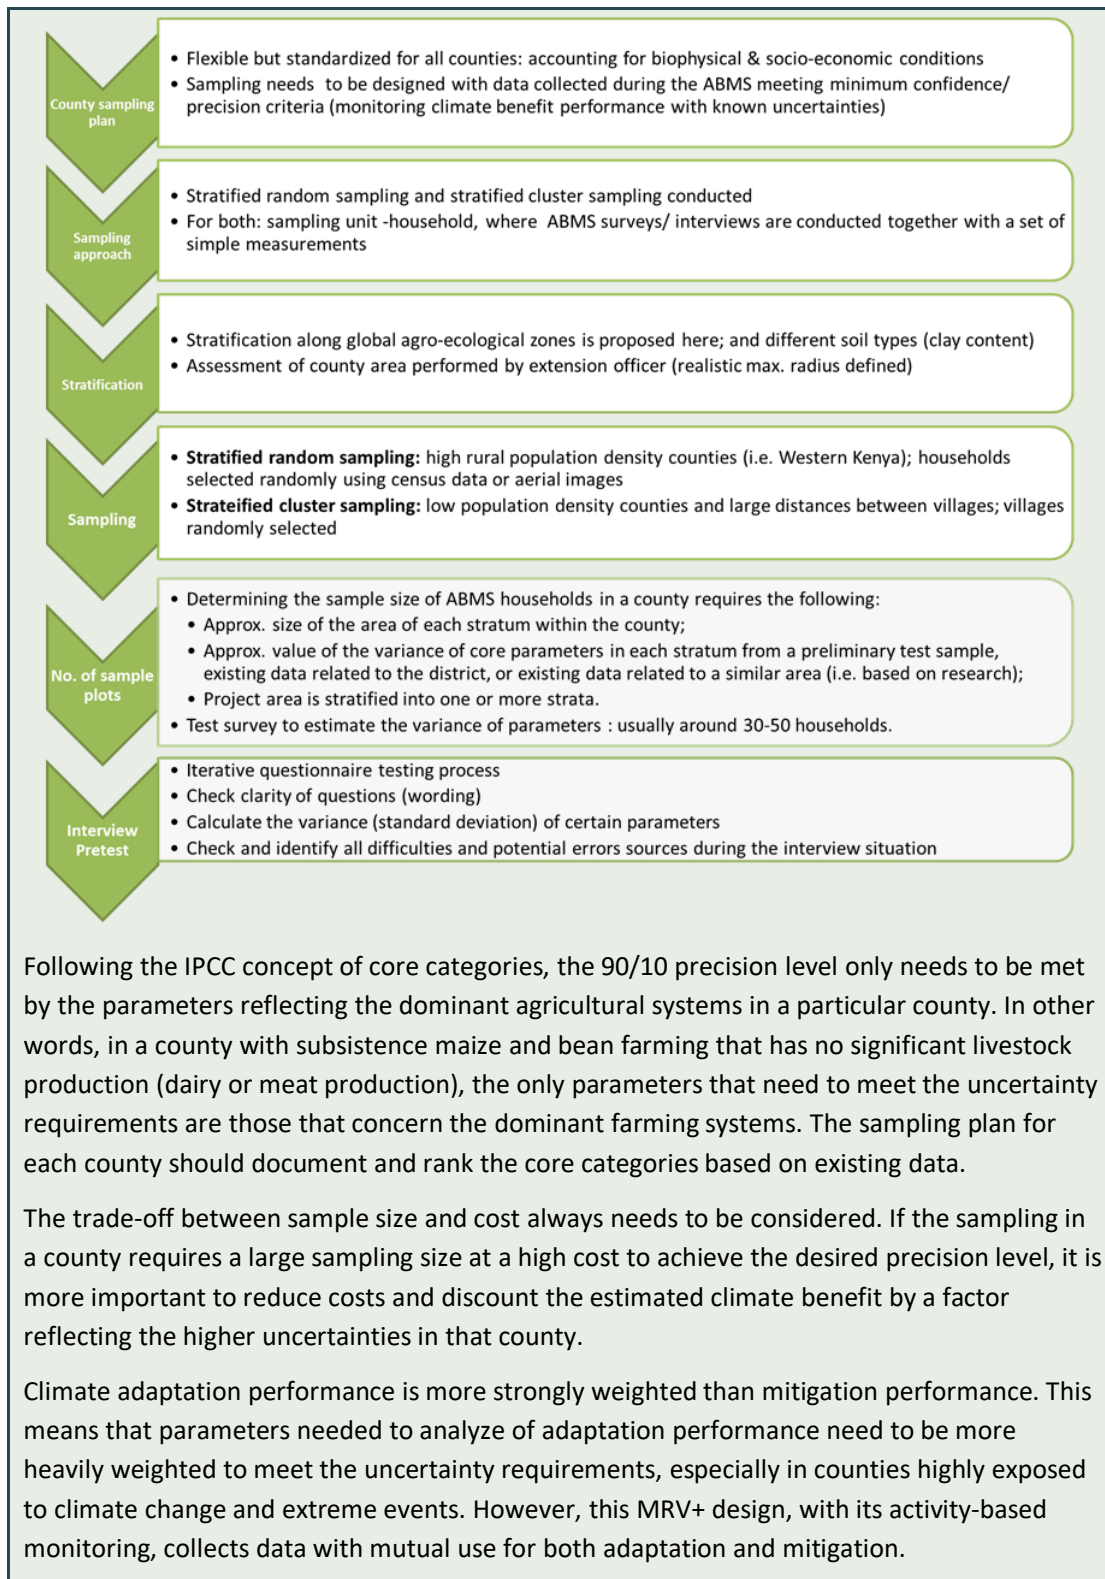 County sampling
plan
• Flexible but standardized for all counties: accounting for biophysical & socio-economic conditions
• Sampling needs to be designed with data collected during the ABMS meeting minimum confidence/
precision criteria (monitoring climate benefit performance with known uncertainties)
Sampling
approach
• Stratified random sampling and stratified cluster sampling conducted
• For both: sampling unit -household, where ABMS surveys/ interviews are conducted together with a set of
simple measurements
Stratification
• Stratification along global agro-ecological zones is proposed here; and different soil types (clay content)
• Assessment of county area performed by extension officer (realistic max. radius defined)
Sampling
• Stratified random sampling: high rural population density counties (i.e. Western Kenya); households
selected randomly using census data or aerial images
• Strateified cluster sampling: low population density counties and large distances between villages; villages
randomly selected
No. of sample
plots
• Determining the sample size of ABMS households in a county requires the following:
• Approx. size of the area of each stratum within the county;
• Approx. value of the variance of core parameters in each stratum from a preliminary test sample,
existing data related to the district, or existing data related to a similar area (i.e. based on research);
• Project area is stratified into one or more strata.
• Test survey to estimate the variance of parameters : usually around 30-50 households.
Interview
Pretest
• Iterative questionnaire testing process
• Check clarity of questions (wording)
• Calculate the variance (standard deviation) of certain parameters
• Check and identify all difficulties and potential errors sources during the interview situation
Following the IPCC concept of core categories, the 90/10 precision level only needs to be met
by the parameters reflecting the dominant agricultural systems in a particular county. In other
words, in a county with subsistence maize and bean farming that has no significant livestock
production (dairy or meat production), the only parameters that need to meet the uncertainty
requirements are those that concern the dominant farming systems. The sampling plan for
each county should document and rank the core categories based on existing data.
The trade-off between sample size and cost always needs to be considered. If the sampling in
a county requires a large sampling size at a high cost to achieve the desired precision level, it is
more important to reduce costs and discount the estimated climate benefit by a factor
reflecting the higher uncertainties in that county.
Climate adaptation performance is more strongly weighted than mitigation performance. This
means that parameters needed to analyze of adaptation performance need to be more
heavily weighted to meet the uncertainty requirements, especially in counties highly exposed
to climate change and extreme events. However, this MRV+ design, with its activity-based
monitoring, collects data with mutual use for both adaptation and mitigation.